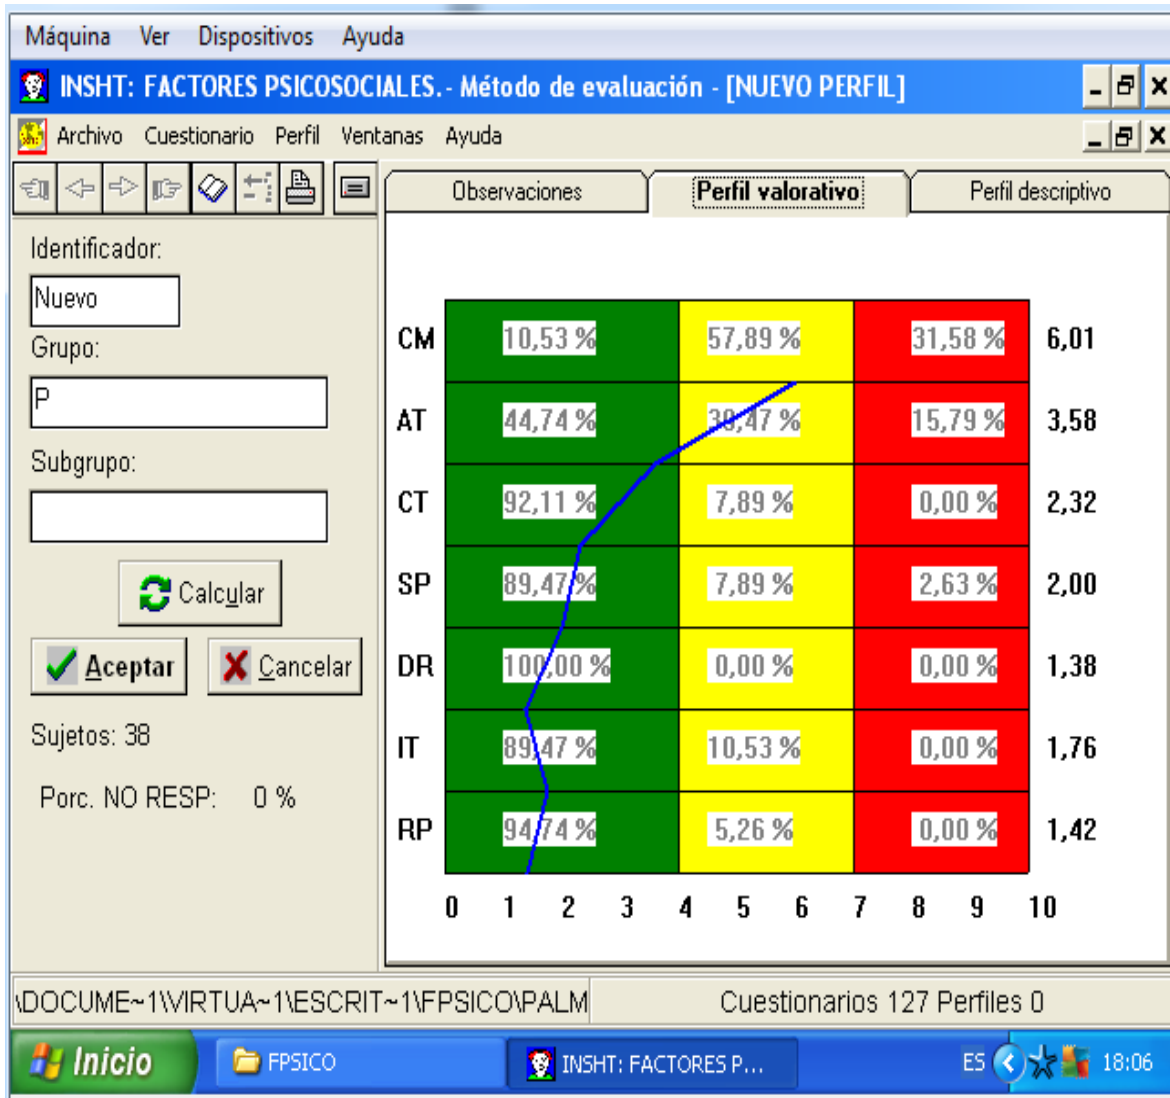 Máquina Ver Dispositivos Ayuda
INSHT: FACTORES PSICOSOCIALES.- Método de evaluación - [NUEVO PERFIL]
Archivo Cuestionario Perfil Ventanas Ayuda
Observaciones Perfil valorativo Perfil descriptivo
Identificador:
Nuevo
Grupo:
P
Subgrupo:
Calcular
Aceptar Cancelar
Sujetos: 38
Porc. NO RESP: 0 %
CM 10,53 % 57,89 % 31,58 % 6,01
AT 44,74 % 39,47 % 15,79 % 3,58
CT 92,11 % 7,89 % 0,00 % 2,32
SP 89,47 % 7,89 % 2,63 % 2,00
DR 100,00 % 0,00 % 0,00 % 1,38
IT 89,47 % 10,53 % 0,00 % 1,76
RP 94,74 % 5,26 % 0,00 % 1,42
0 1 2 3 4 5 6 7 8 9 10
\DOCUME~1\VIRTUA~1\ESCRIT~1\FPSICO\PALM Cuestionarios 127 Perfiles 0
Inicio FPSICO INSHT: FACTORES P... ES 18:06